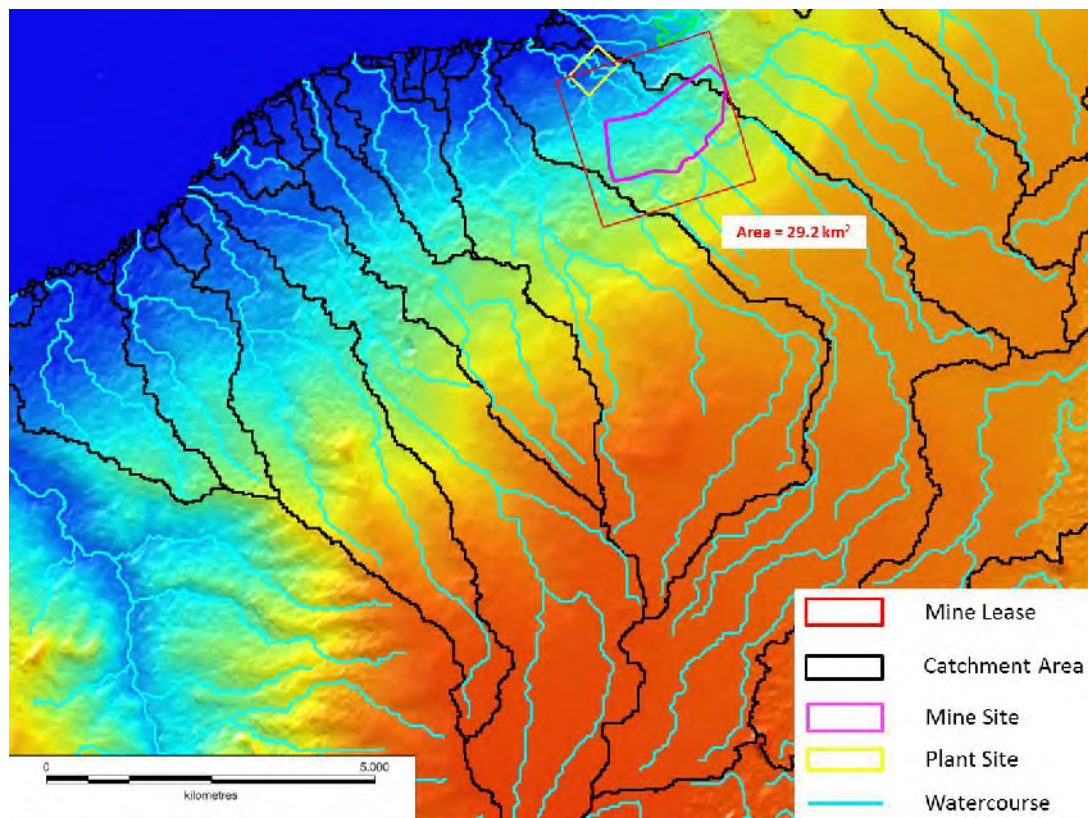 Area = 29.2 km²
Mine Lease
Catchment Area
Mine Site
Plant Site
Watercourse
0 5.000
kilometres